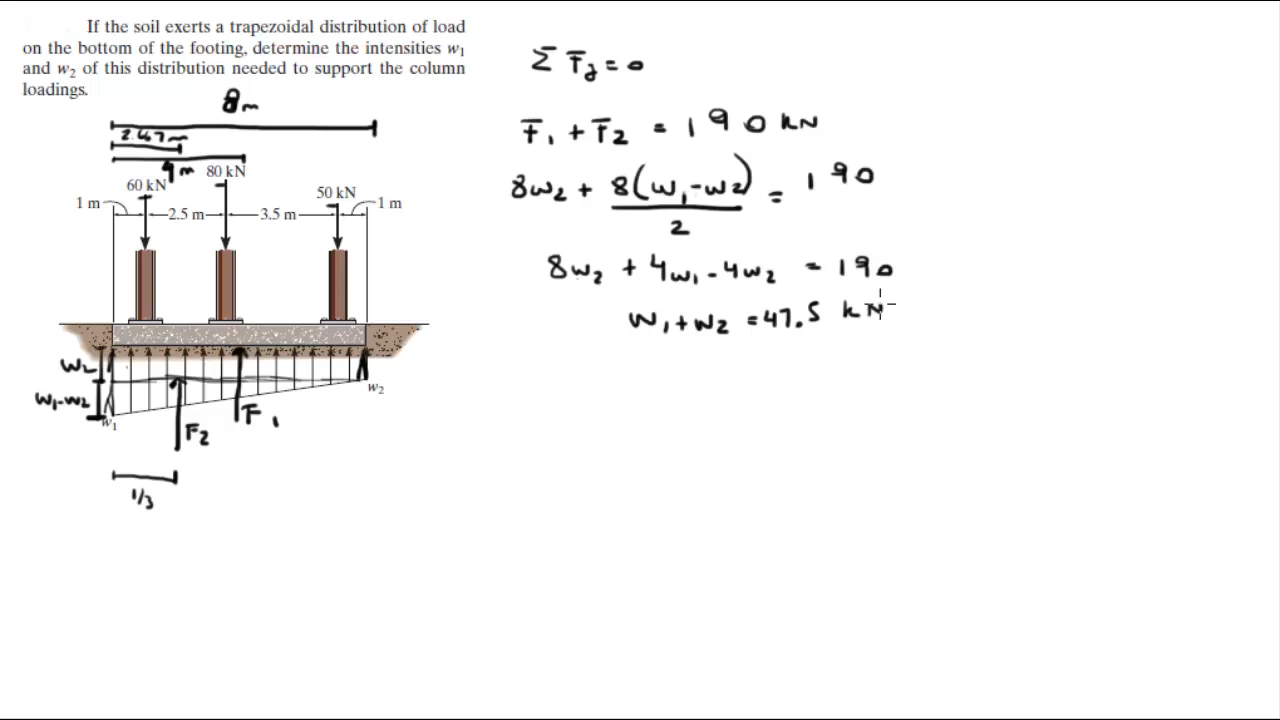 If the soil exerts a trapezoidal distribution of load
on the bottom of the footing, determine the intensities w₁
and w₂ of this distribution needed to support the column
loadings.
8m
2.67m
4m
60 kN
80 kN
50 kN
1 m
2.5 m
3.5 m
1 m
w₂
w₁-w₂
w₁
w₂
F₂
F₁
1/3
Σ Fy = 0
F₁ + F₂ = 190 kN
8w₂ + 8(w₁-w₂)/2 = 190
8w₂ + 4w₁ - 4w₂ = 190
w₁ + w₂ = 47.5 kN